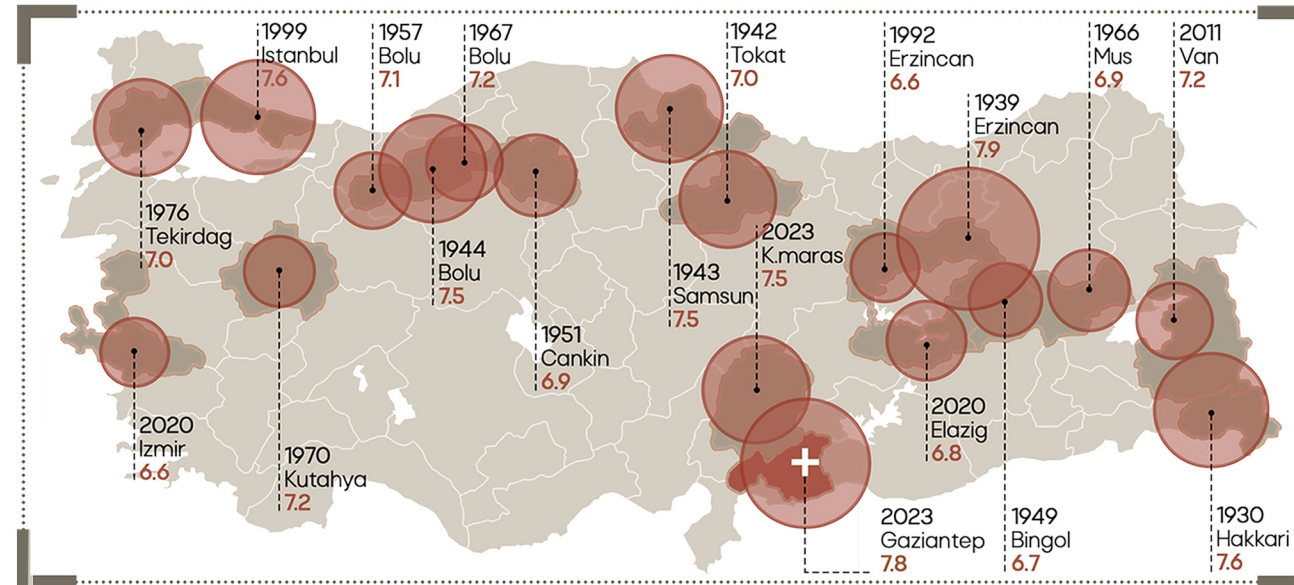 1999
Istanbul
7.6
1957
Bolu
7.1
1967
Bolu
7.2
1942
Tokat
7.0
1992
Erzincan
6.6
1966
Mus
6.9
2011
Van
7.2
1939
Erzincan
7.9
1976
Tekirdag
7.0
1944
Bolu
7.5
2023
K.maras
7.5
1943
Samsun
7.5
1951
Cankin
6.9
2020
Izmir
6.6
1970
Kutahya
7.2
2020
Elazig
6.8
2023
Gaziantep
7.8
1949
Bingol
6.7
1930
Hakkari
7.6